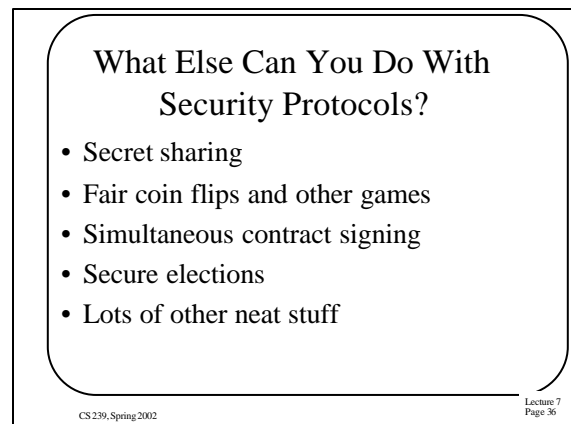 What Else Can You Do With
Security Protocols?
• Secret sharing
• Fair coin flips and other games
• Simultaneous contract signing
• Secure elections
• Lots of other neat stuff
CS 239, Spring 2002
Lecture 7
Page 36